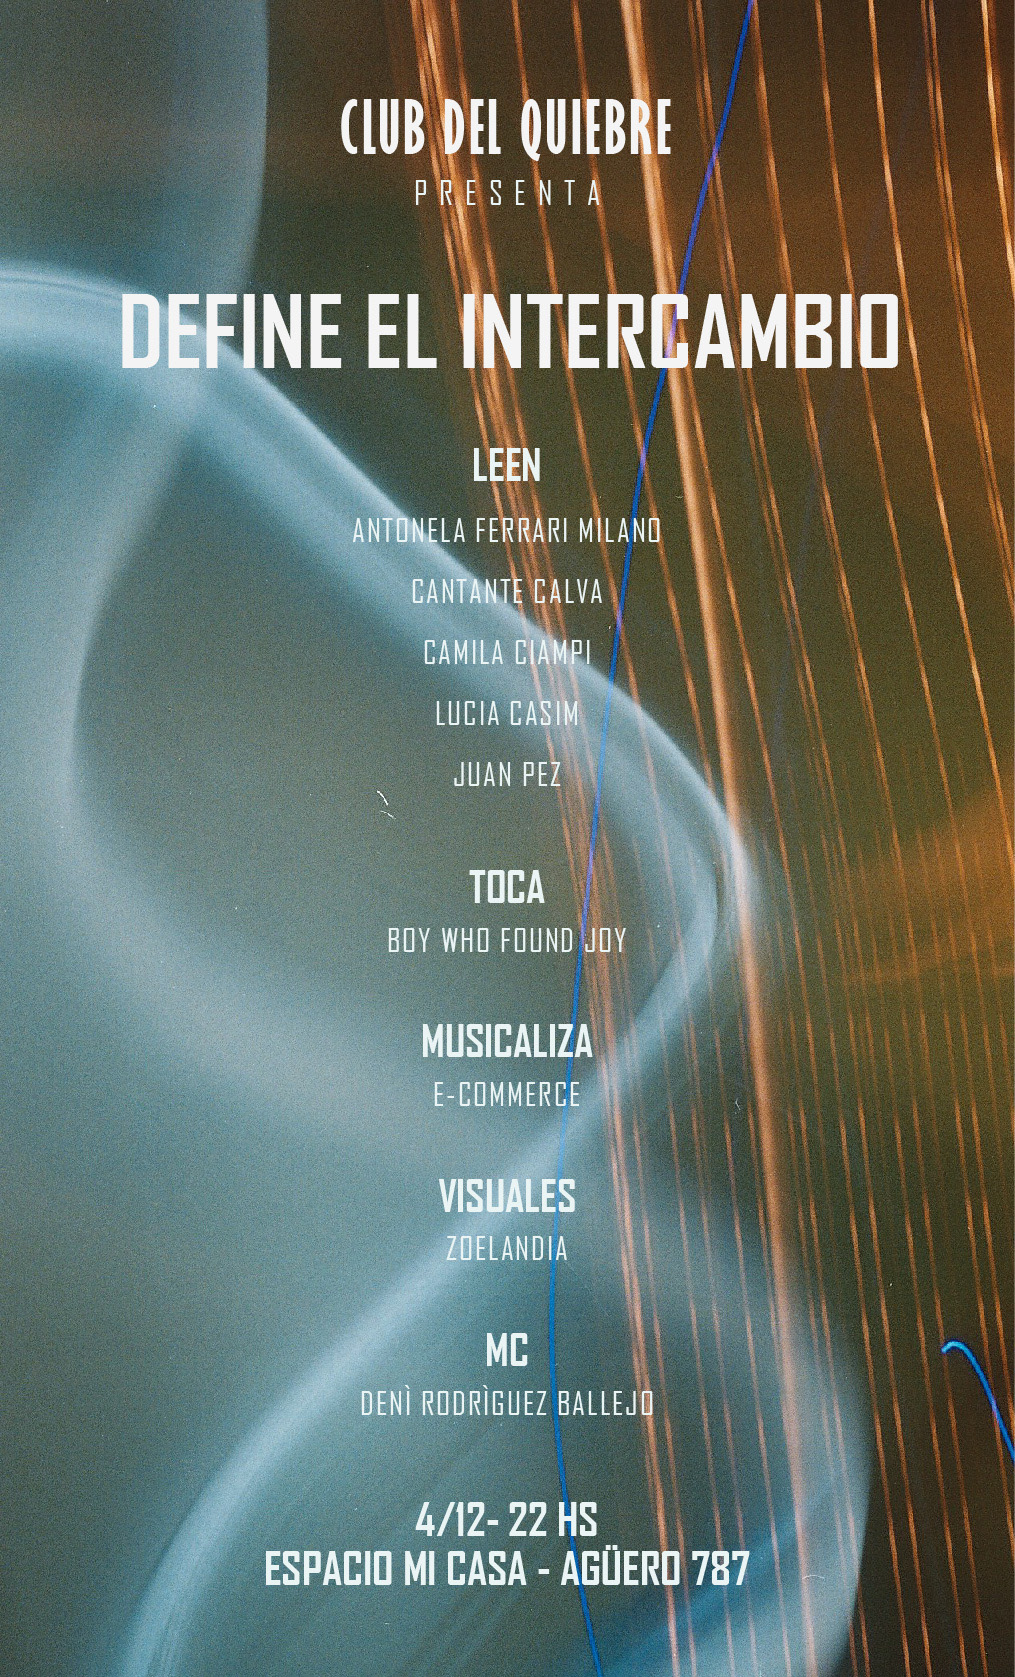 CLUB DEL QUIEBRE
PRESENTA
DEFINE EL INTERCAMBIO
LEEN
ANTONELA FERRARI MILANO
CANTANTE CALVA
CAMILA CIAMPI
LUCIA CASIM
JUAN PEZ
TOCA
BOY WHO FOUND JOY
MUSICALIZA
E-COMMERCE
VISUALES
ZOELANDIA
MC
DENÌ RODRÌGUEZ BALLEJO
4/12- 22 HS
ESPACIO MI CASA - AGÜERO 787